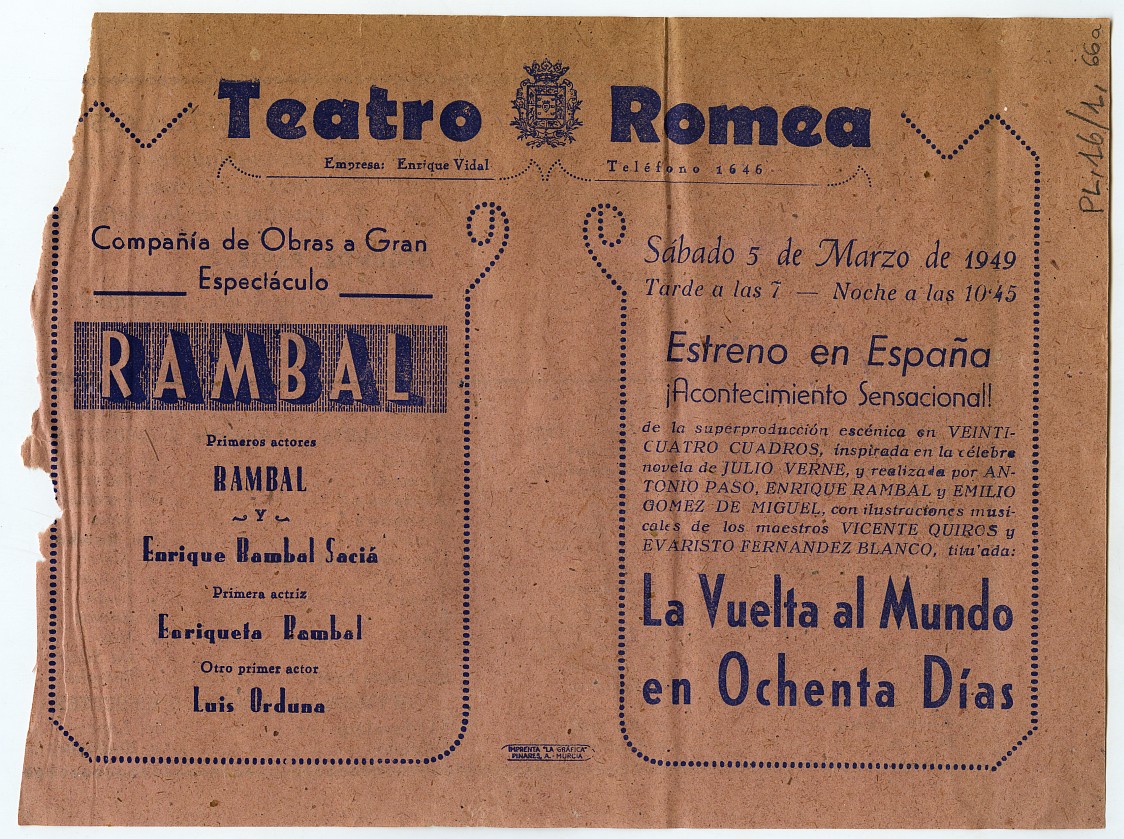 Teatro Romea
Empresa: Enrique Vidal
Teléfono 1646
Compañía de Obras a Gran
Espectáculo
RAMBAL
Primeros actores
RAMBAL
Y
Enrique Rambal Saciá
Primera actriz
Enriqueta Rambal
Otro primer actor
Luis Orduna
Sábado 5 de Marzo de 1949
Tarde a las 7 — Noche a las 10'45
Estreno en España
¡Acontecimiento Sensacional!
de la superproducción escénica en VEINTI-
CUATRO CUADROS, inspirada en la célebre
novela de JULIO VERNE, y realizada por AN-
TONIO PASO, ENRIQUE RAMBAL y EMILIO
GOMEZ DE MIGUEL, con ilustraciones musi-
cales de los maestros VICENTE QUIROS y
EVARISTO FERNANDEZ BLANCO, titu'ada:
La Vuelta al Mundo
en Ochenta Días
IMPRENTA "LA GRÁFICA"
PINARES, A.-MURCIA
66a